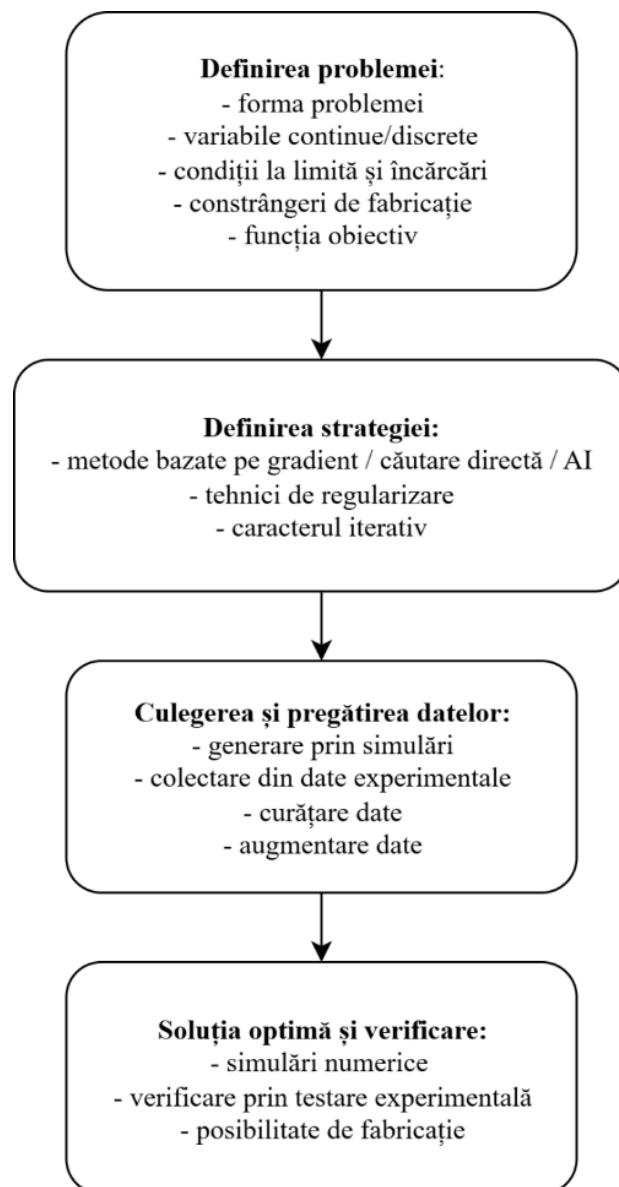 Definirea problemei:
- forma problemei
- variabile continue/discrete
- condiții la limită și încărcări
- constrângeri de fabricație
- funcția obiectiv
Definirea strategiei:
- metode bazate pe gradient / căutare directă / AI
- tehnici de regularizare
- caracterul iterativ
Culegerea și pregătirea datelor:
- generare prin simulări
- colectare din date experimentale
- curățare date
- augmentare date
Soluția optimă și verificare:
- simulări numerice
- verificare prin testare experimentală
- posibilitate de fabricație